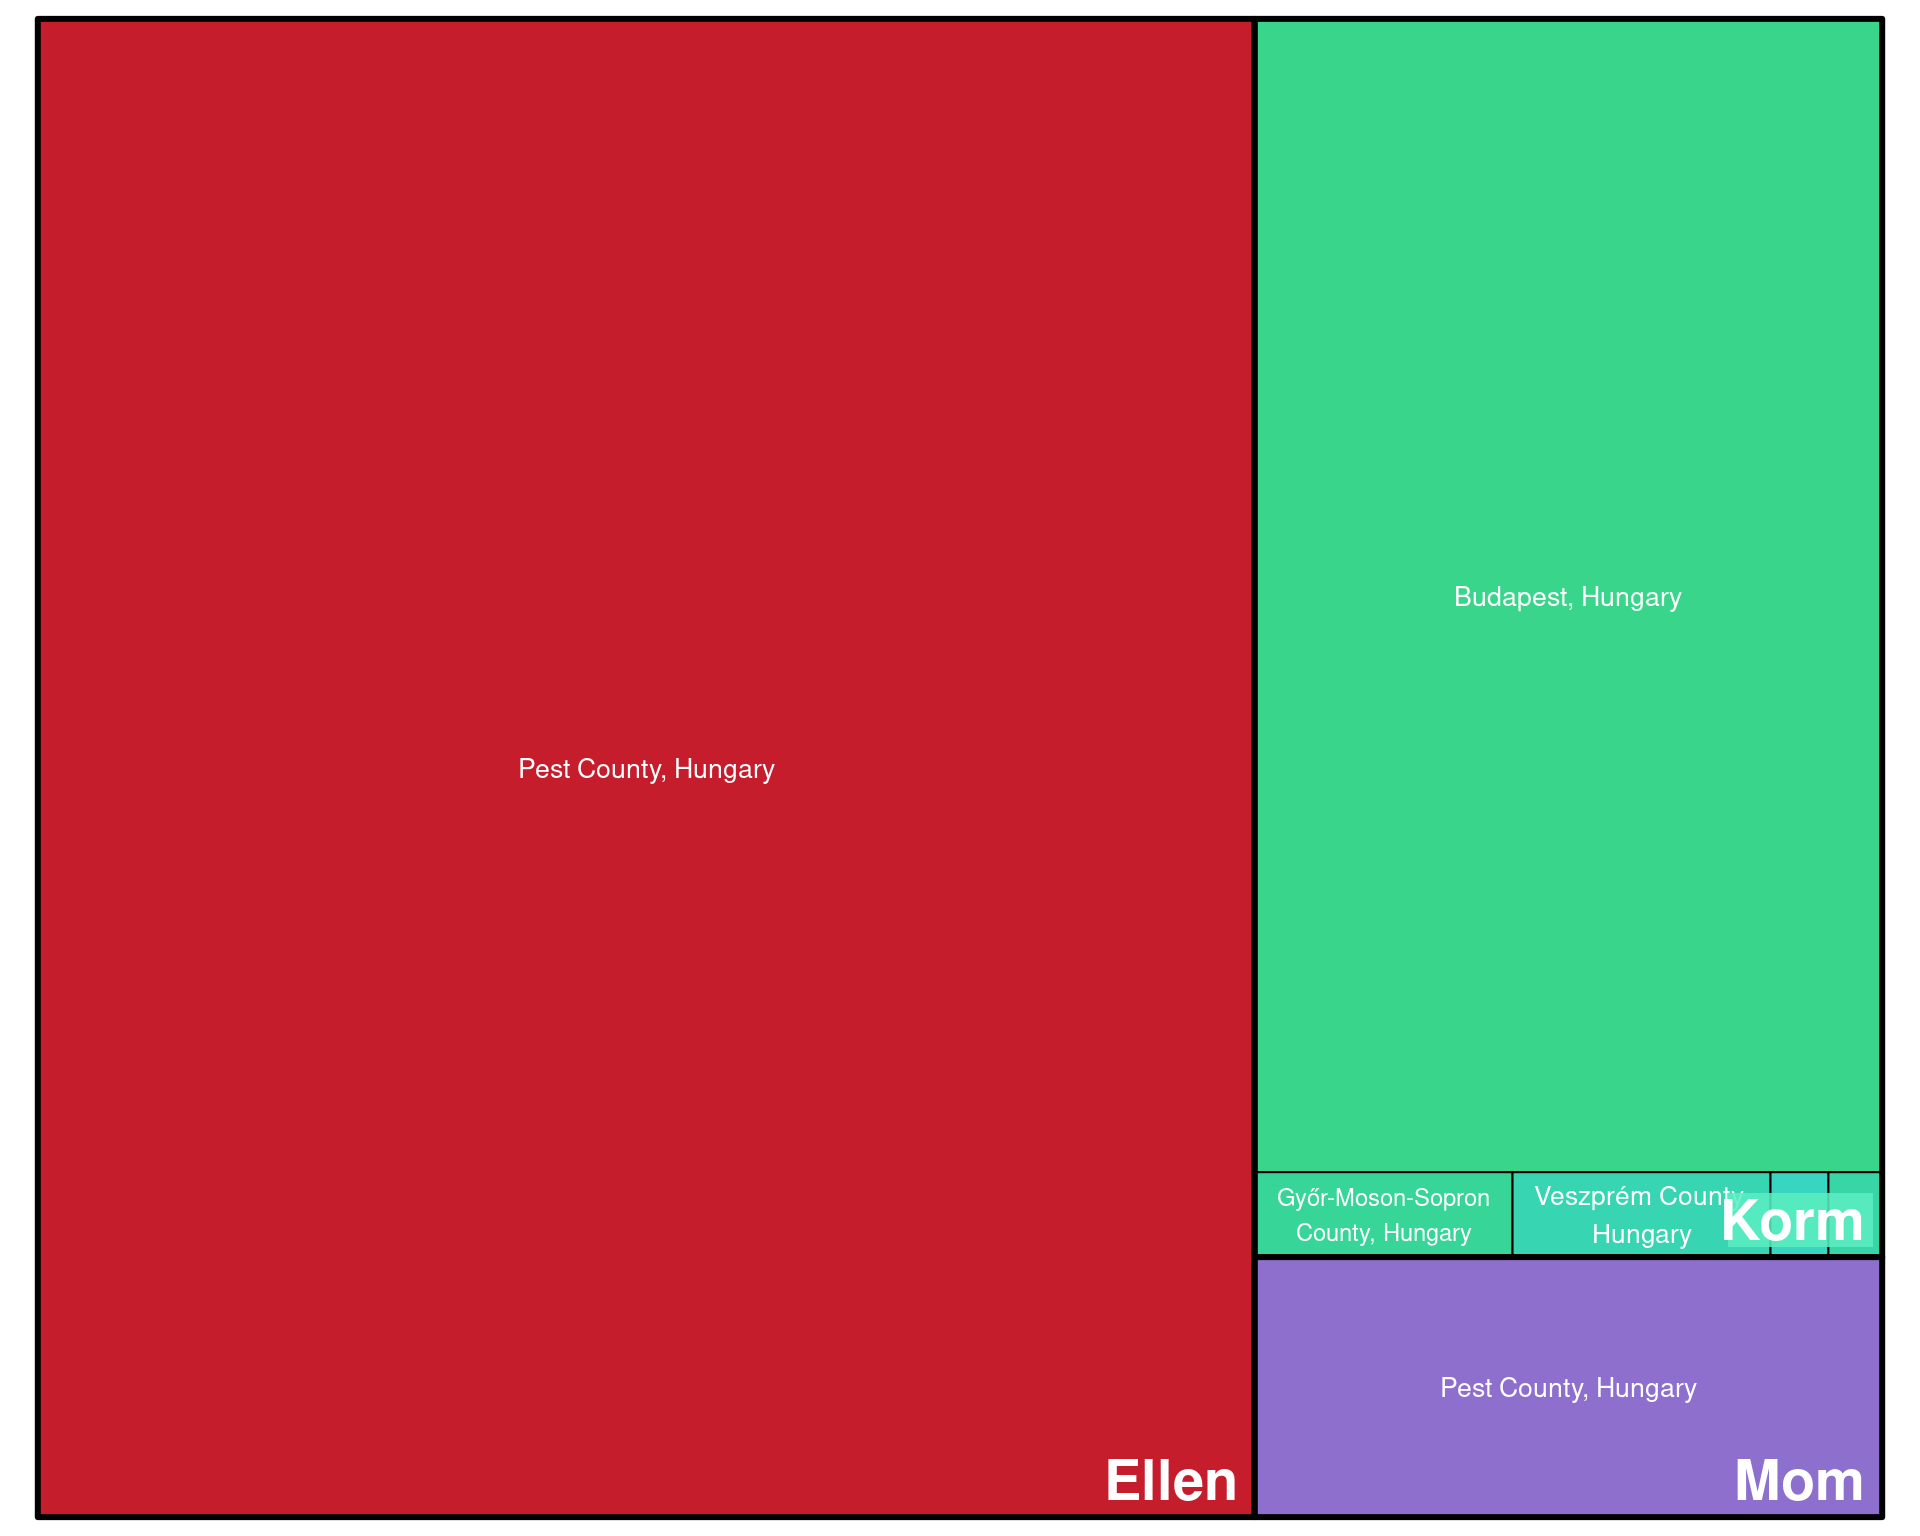 Pest County, Hungary
Ellen
Budapest, Hungary
Győr-Moson-Sopron
County, Hungary
Veszprém County,
Hungary
Korm
Pest County, Hungary
Mom